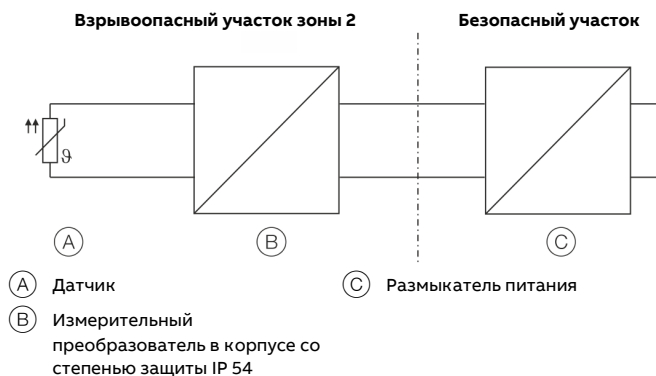 Взрывоопасный участок зоны 2 Безопасный участок
ϑ
A B C
A Датчик
C Размыкатель питания
B Измерительный
преобразователь в корпусе со
степенью защиты IP 54